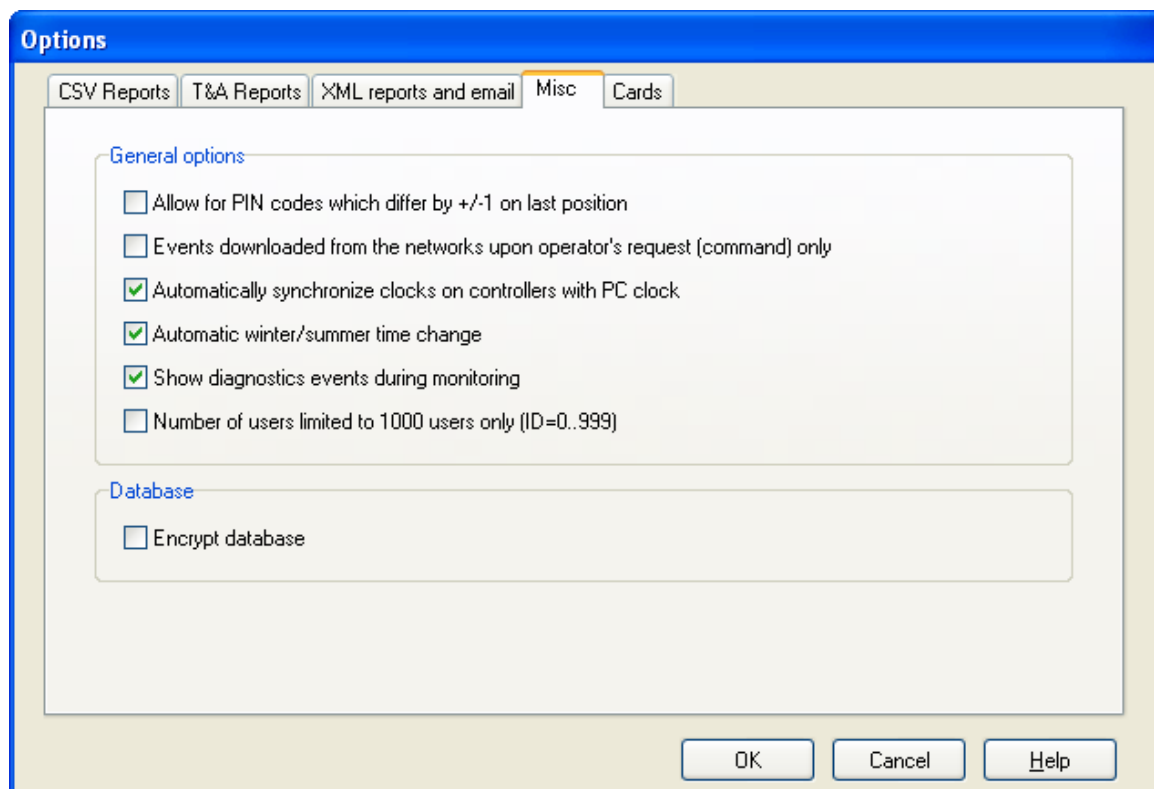 Options
CSV Reports T&A Reports XML reports and email Misc Cards
General options
Allow for PIN codes which differ by +/-1 on last position
Events downloaded from the networks upon operator's request (command) only
Automatically synchronize clocks on controllers with PC clock
Automatic winter/summer time change
Show diagnostics events during monitoring
Number of users limited to 1000 users only (ID=0..999)
Database
Encrypt database
OK Cancel Help